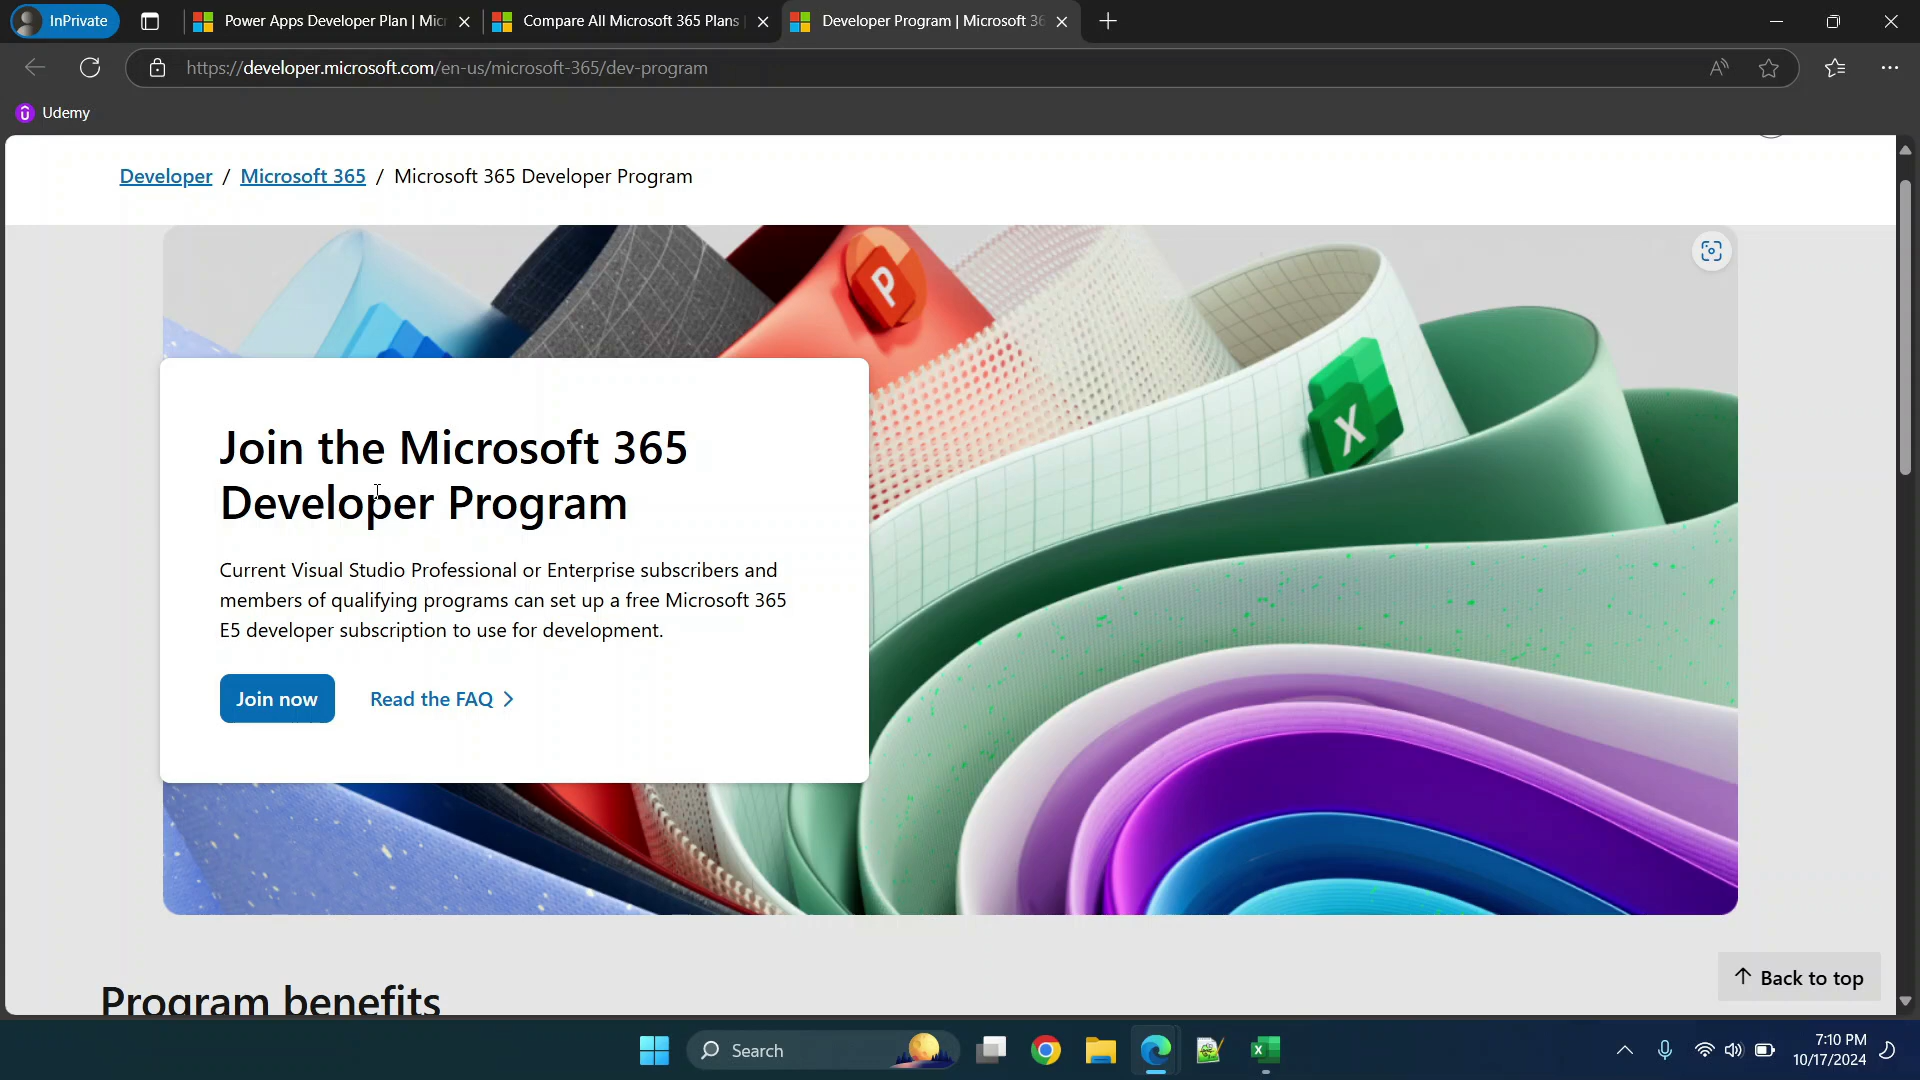 InPrivate
Power Apps Developer Plan | Mic
Compare All Microsoft 365 Plans
Developer Program | Microsoft 36
https://developer.microsoft.com/en-us/microsoft-365/dev-program
Udemy
Developer / Microsoft 365 / Microsoft 365 Developer Program
P
X
Join the Microsoft 365
Developer Program
Current Visual Studio Professional or Enterprise subscribers and
members of qualifying programs can set up a free Microsoft 365
E5 developer subscription to use for development.
Join now
Read the FAQ
Back to top
Program benefits
Search
7:10 PM
10/17/2024